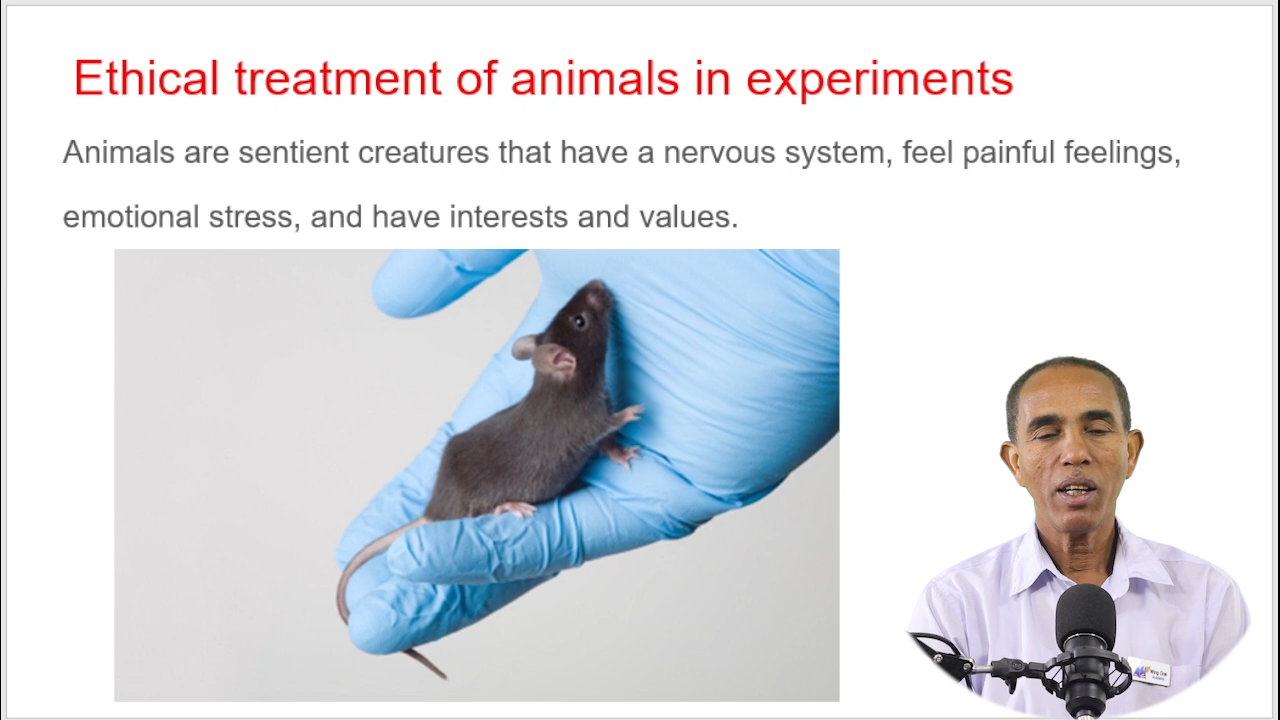 Ethical treatment of animals in experiments
Animals are sentient creatures that have a nervous system, feel painful feelings,
emotional stress, and have interests and values.